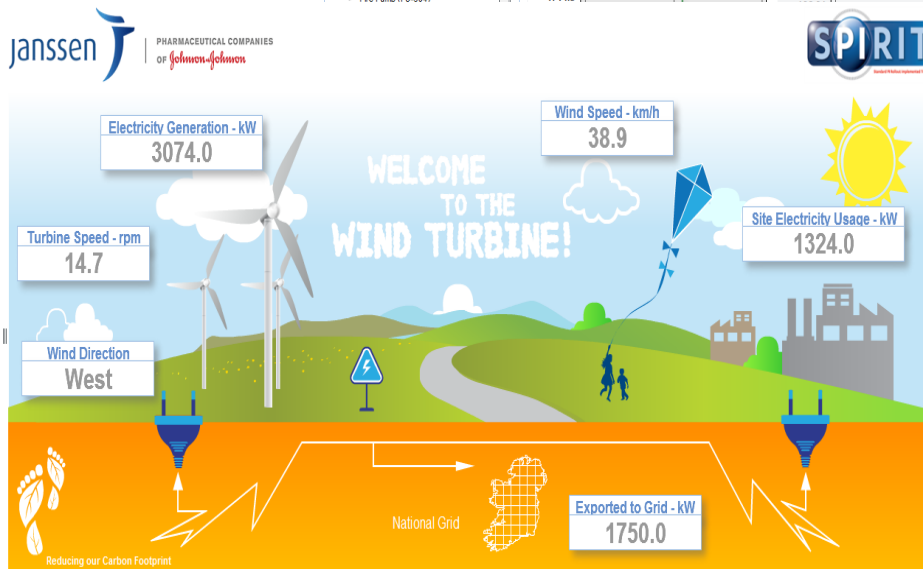 janssen
PHARMACEUTICAL COMPANIES
OF Johnson & Johnson
SPIRIT
Electricity Generation - kW
3074.0
Wind Speed - km/h
38.9
WELCOME
TO THE
WIND TURBINE!
Site Electricity Usage - kW
1324.0
Turbine Speed - rpm
14.7
Wind Direction
West
National Grid
Exported to Grid - kW
1750.0
Reducing our Carbon Footprint